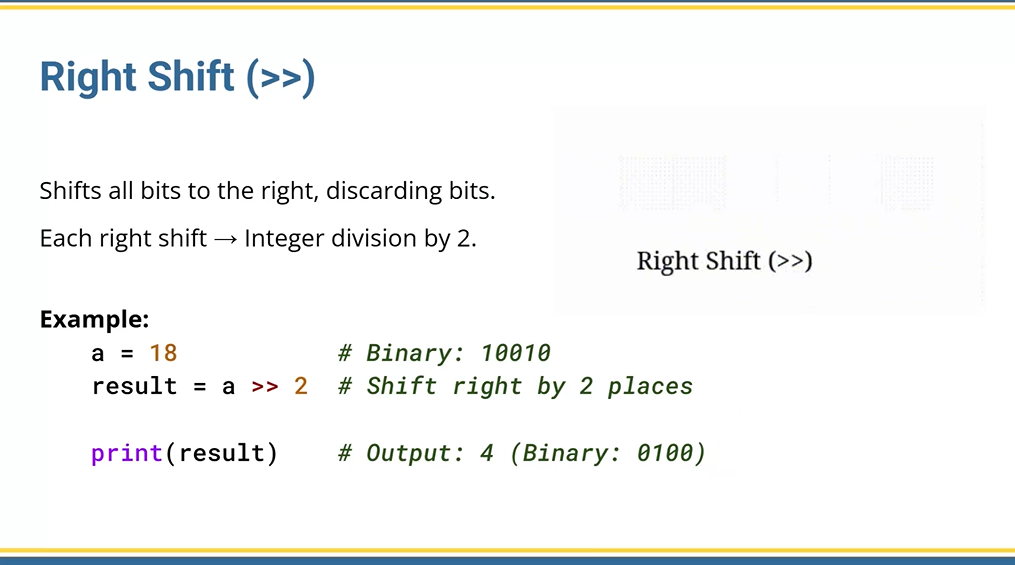 Right Shift (>>)
Shifts all bits to the right, discarding bits.
Each right shift → Integer division by 2.
Right Shift (>>)
Example:
a = 18 # Binary: 10010
result = a >> 2 # Shift right by 2 places
print(result) # Output: 4 (Binary: 0100)